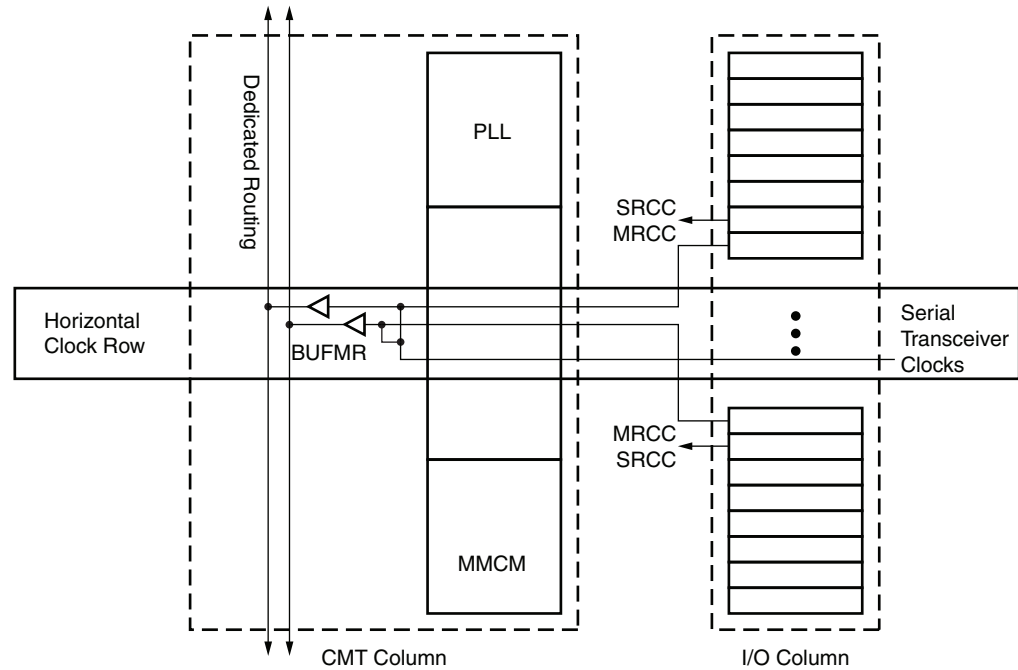 Dedicated Routing
PLL
SRCC
MRCC
Horizontal
Clock Row
BUFMR
Serial
Transceiver
Clocks
MRCC
SRCC
MMCM
CMT Column
I/O Column